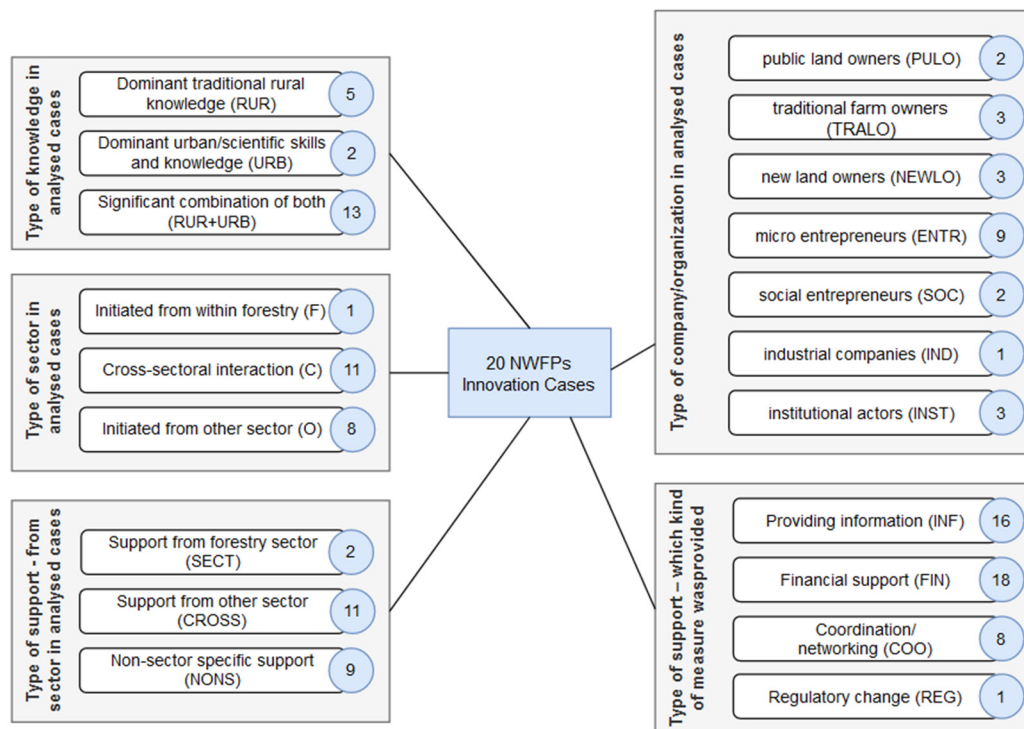 Type of knowledge in
analysed cases
Dominant traditional rural
knowledge (RUR)
5
Dominant urban/scientific skills
and knowledge (URB)
2
Significant combination of both
(RUR+URB)
13
Type of sector in
analysed cases
Initiated from within forestry (F)
1
Cross-sectoral interaction (C)
11
Initiated from other sector (O)
8
Type of support - from
sector in analysed cases
Support from forestry sector
(SECT)
2
Support from other sector
(CROSS)
11
Non-sector specific support
(NONS)
9
20 NWFPs
Innovation Cases
Type of company/organization in analysed cases
public land owners (PULO)
2
traditional farm owners
(TRALO)
3
new land owners (NEWLO)
3
micro entrepreneurs (ENTR)
9
social entrepreneurs (SOC)
2
industrial companies (IND)
1
institutional actors (INST)
3
Type of support – which kind
of measure wasprovided
Providing information (INF)
16
Financial support (FIN)
18
Coordination/
networking (COO)
8
Regulatory change (REG)
1